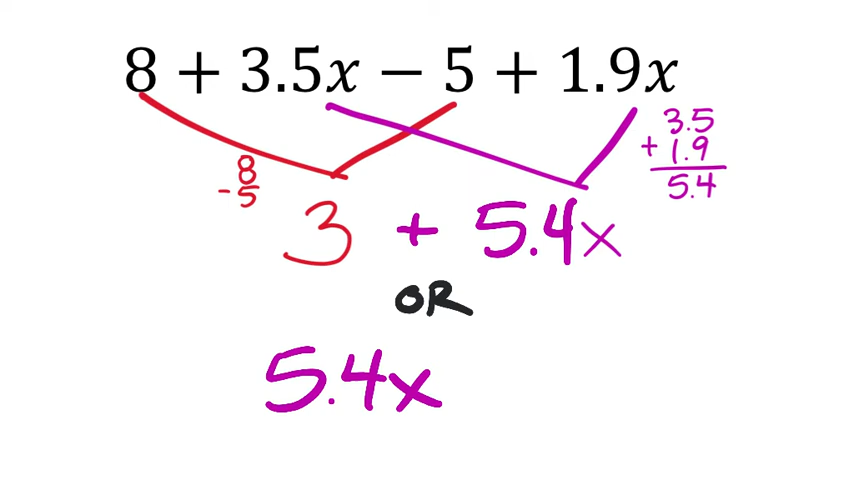 8 + 3.5x − 5 + 1.9x
3.5
+ 1.9
5.4
8
- 5
3 + 5.4x
OR
5.4x